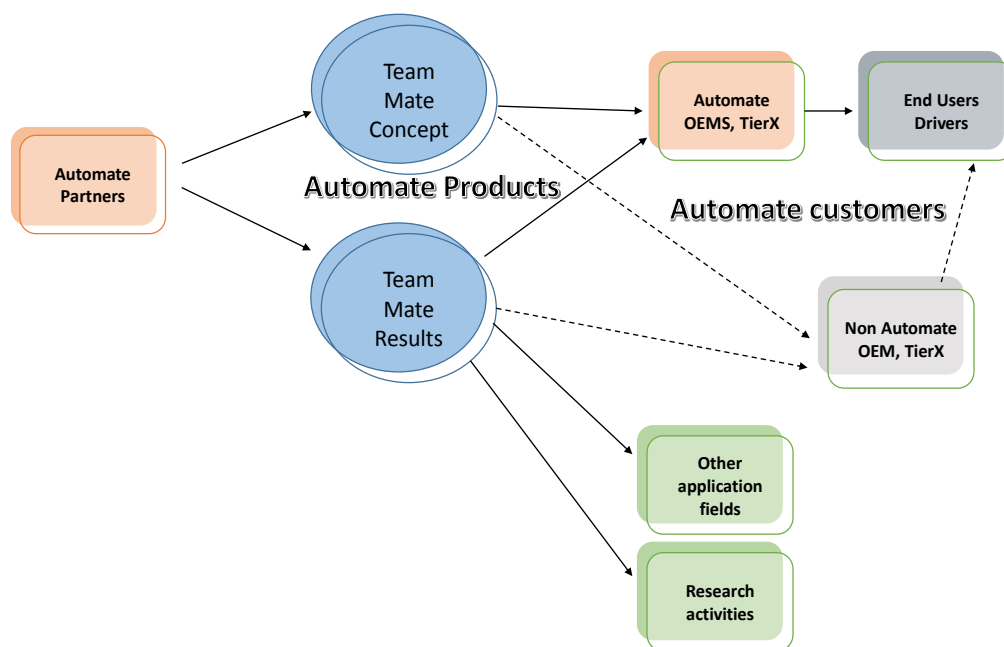 Team
Mate
Concept
Automate
OEMS, TierX
End Users
Drivers
Automate
Partners
Automate Products
Automate customers
Team
Mate
Results
Non Automate
OEM, TierX
Other
application
fields
Research
activities